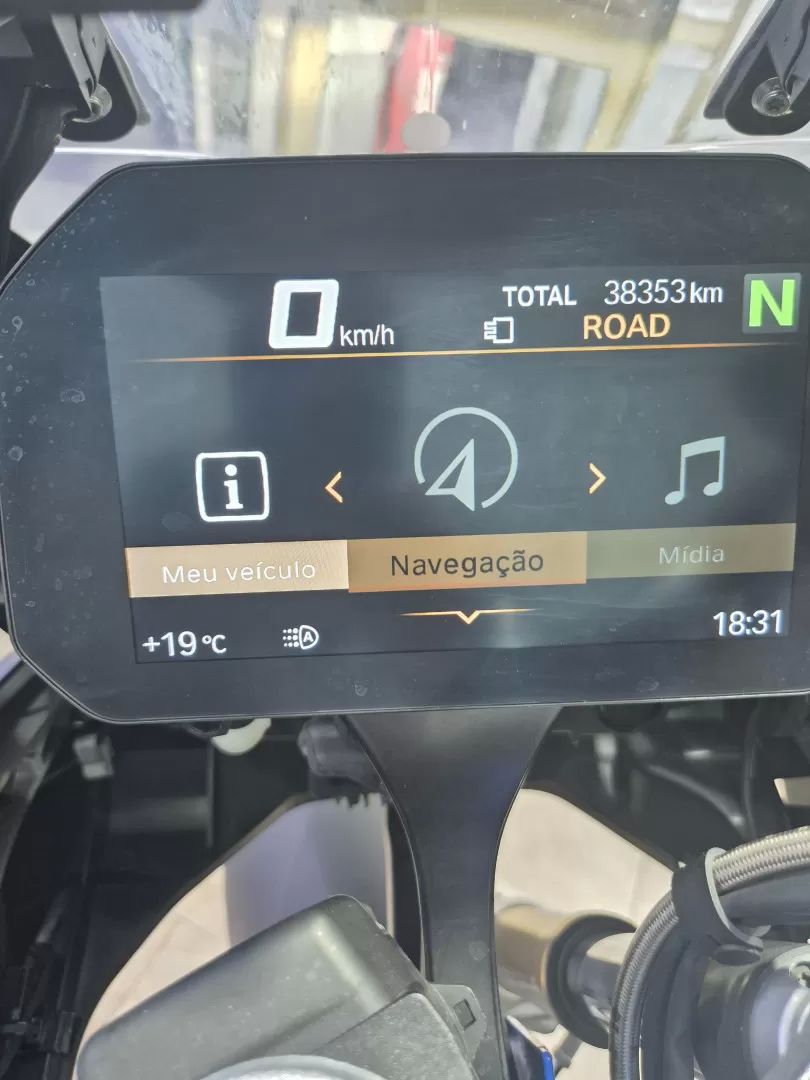 0 km/h
TOTAL 38353 km
N
ROAD
i
Meu veículo
Navegação
Mídia
+19 °C
A
18:31